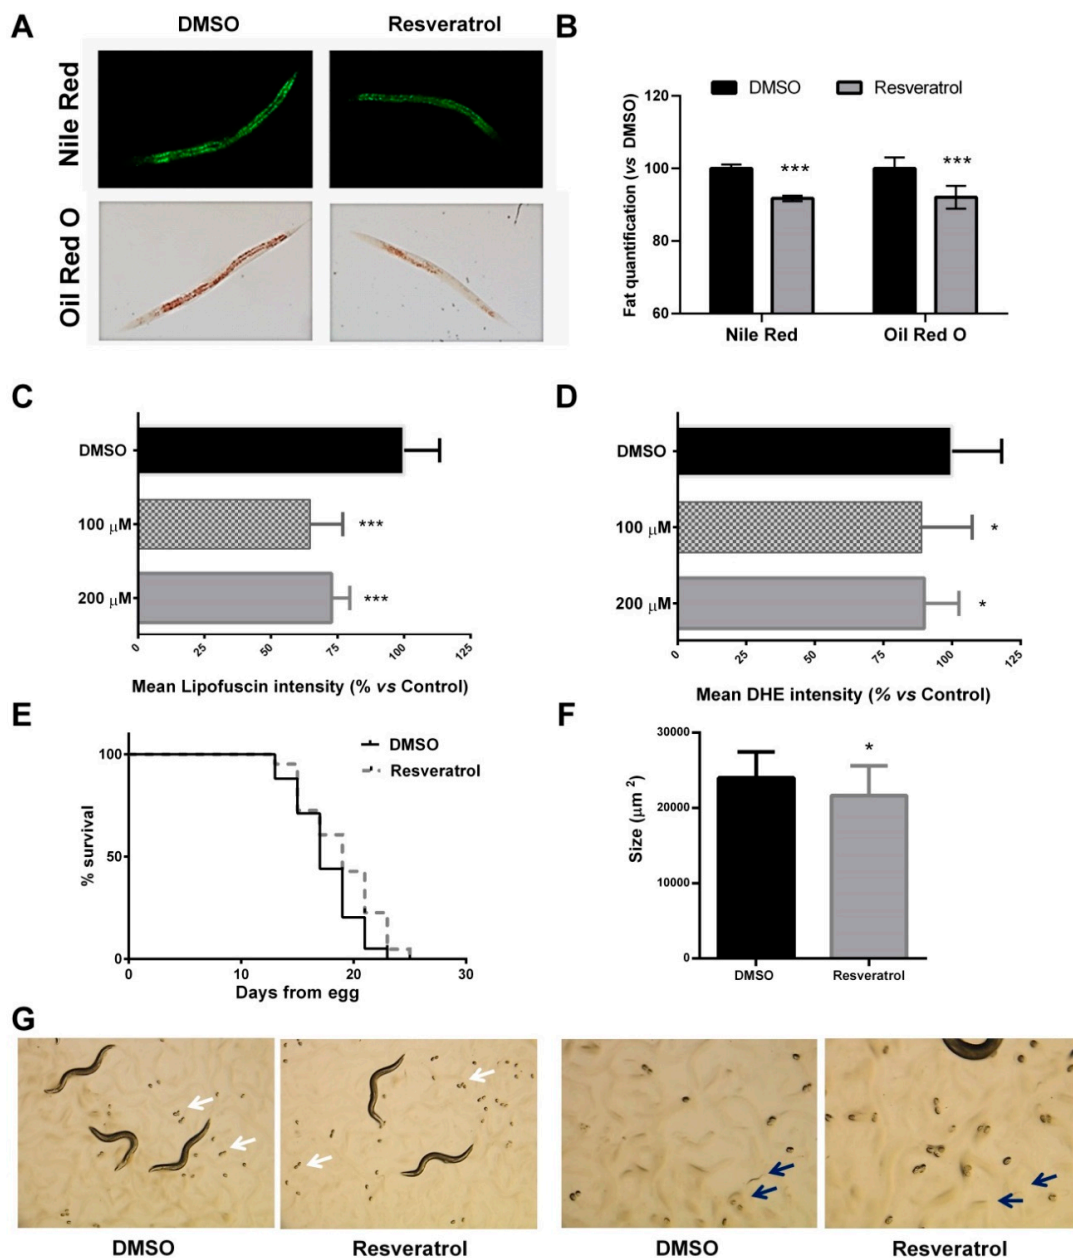 A
DMSO
Resveratrol
Nile Red
Oil Red O
B
DMSO
Resveratrol
Fat quantification (vs DMSO)
120
100
80
60
***
***
Nile Red
Oil Red O
C
DMSO
100 μM
***
200 μM
***
0
25
50
75
100
125
Mean Lipofuscin intensity (% vs Control)
D
DMSO
100 μM
*
200 μM
*
0
25
50
75
100
125
Mean DHE intensity (% vs Control)
E
DMSO
Resveratrol
% survival
100
50
0
0
10
20
30
Days from egg
F
Size (μm 2)
30000
20000
10000
0
*
DMSO
Resveratrol
G
DMSO
Resveratrol
DMSO
Resveratrol